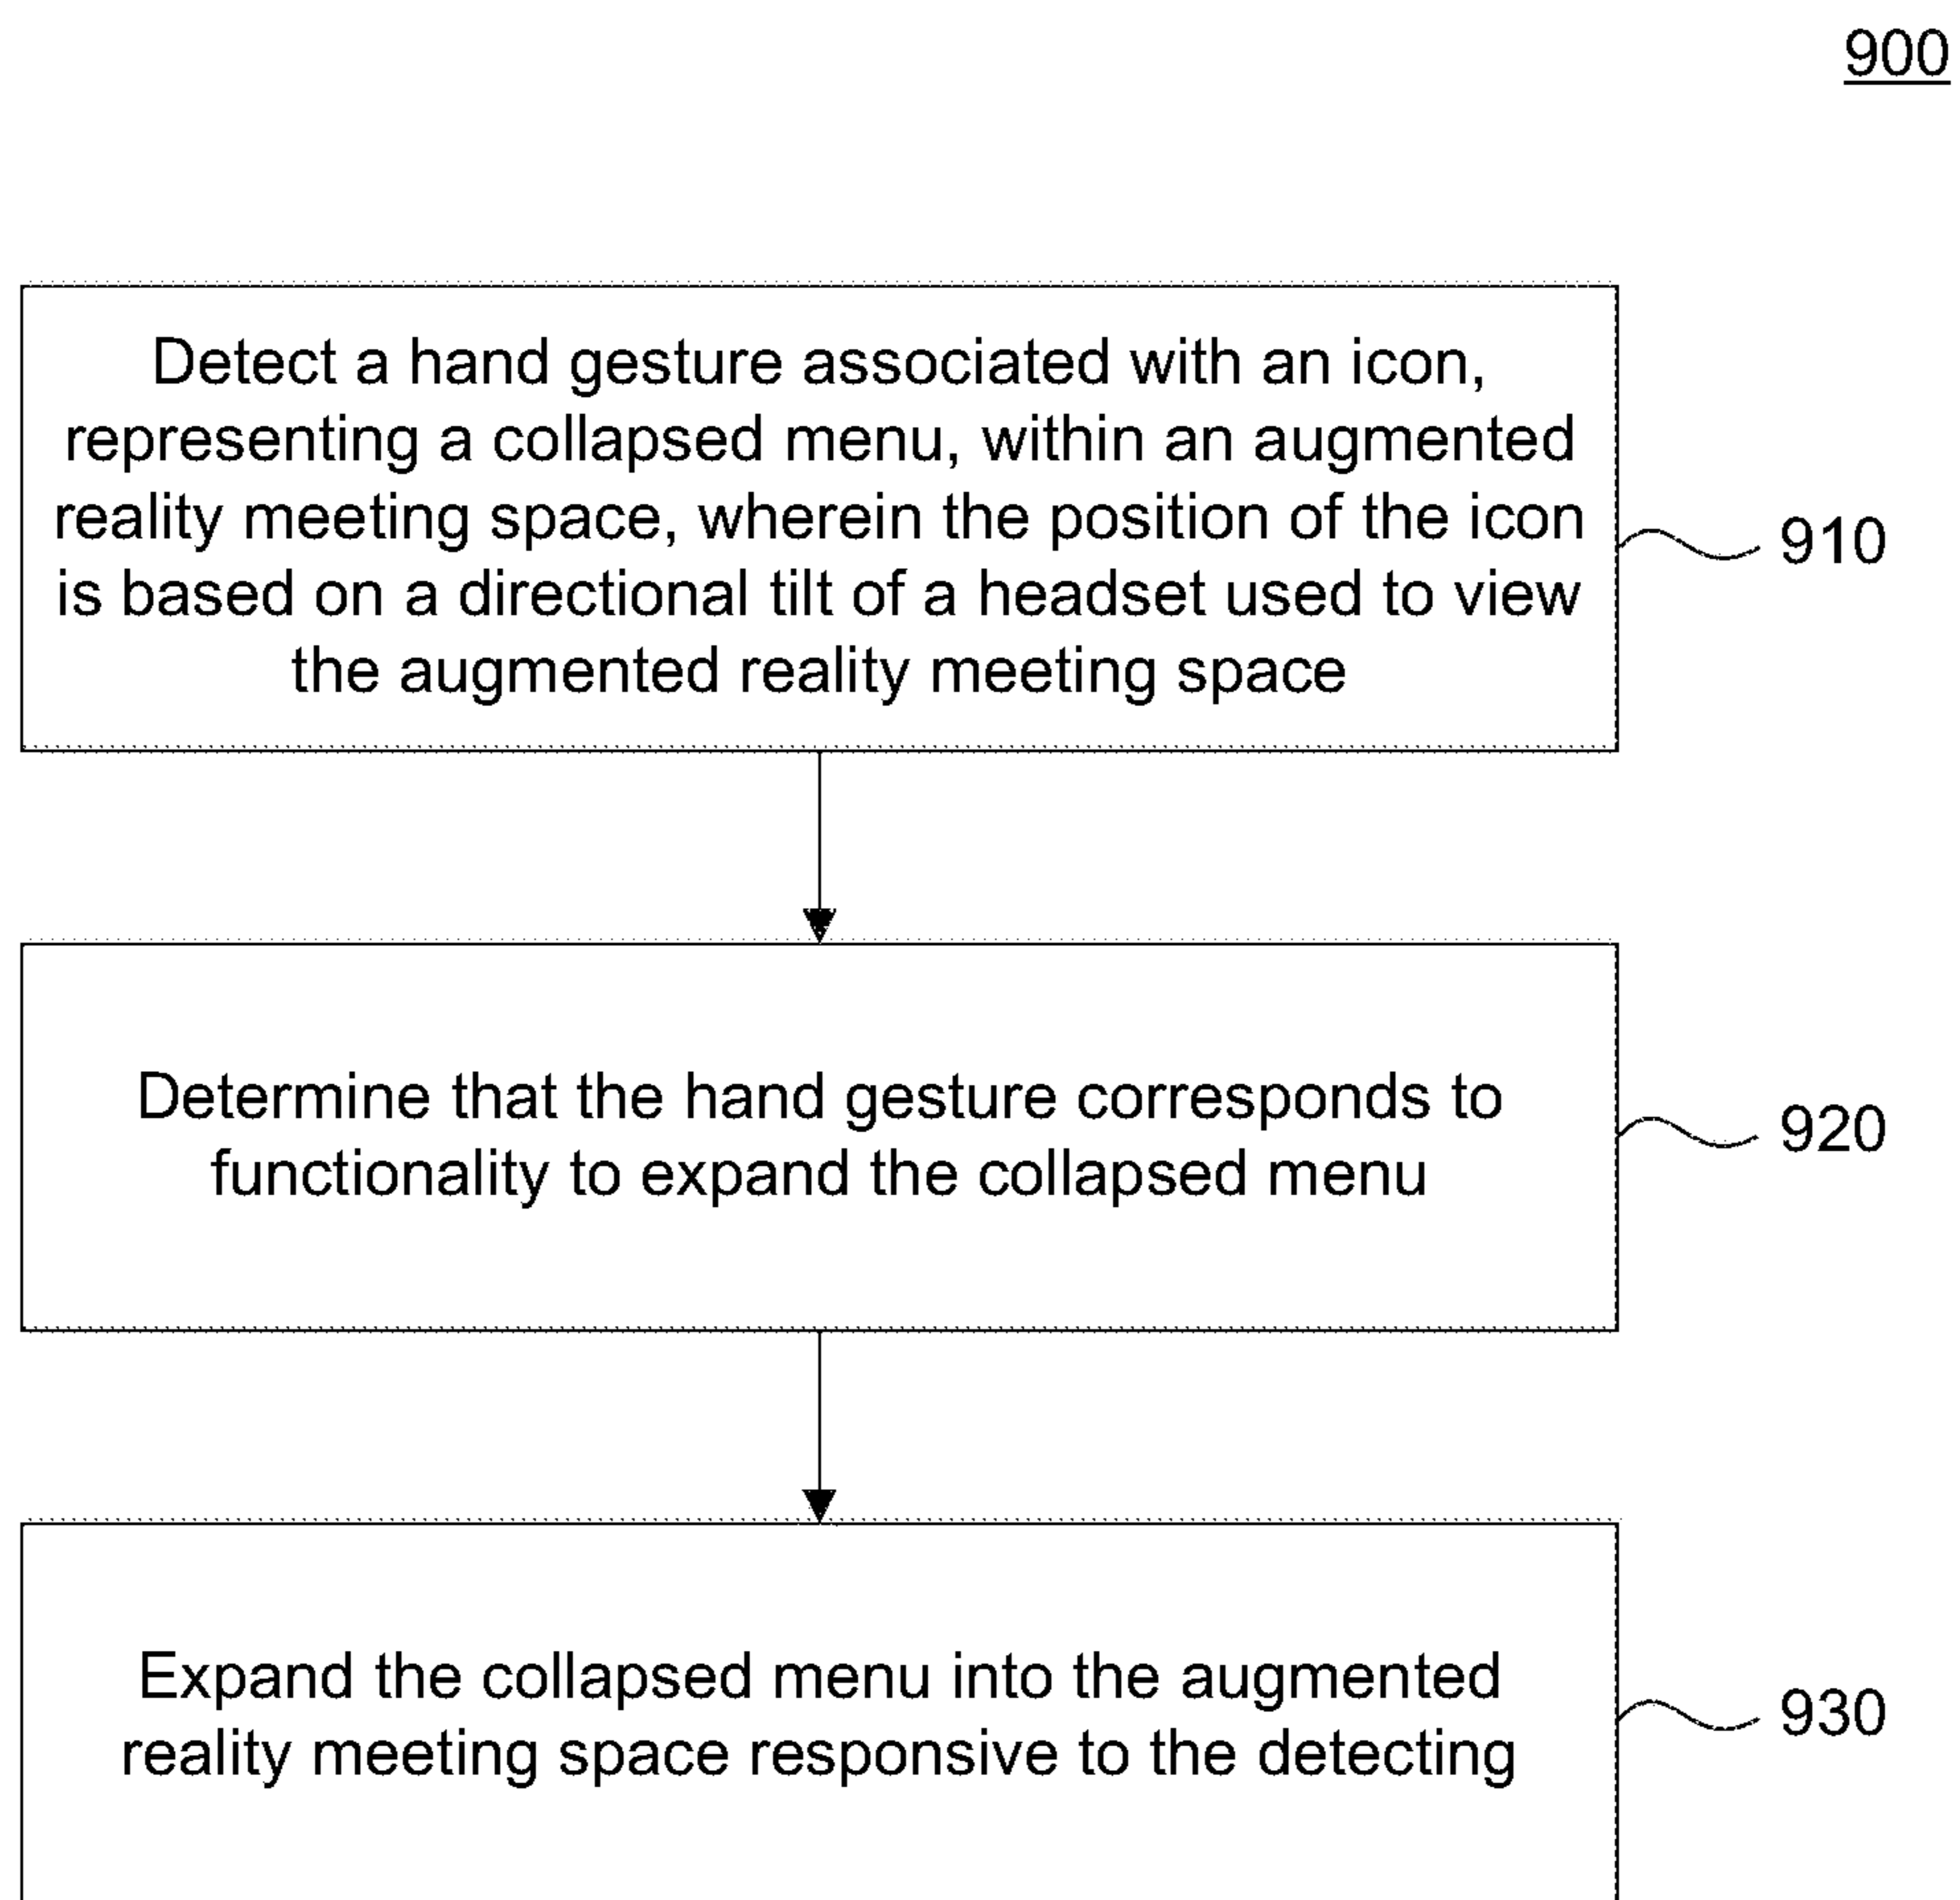 900
Detect a hand gesture associated with an icon,
representing a collapsed menu, within an augmented
reality meeting space, wherein the position of the icon
is based on a directional tilt of a headset used to view
the augmented reality meeting space
910
Determine that the hand gesture corresponds to
functionality to expand the collapsed menu
920
Expand the collapsed menu into the augmented
reality meeting space responsive to the detecting
930